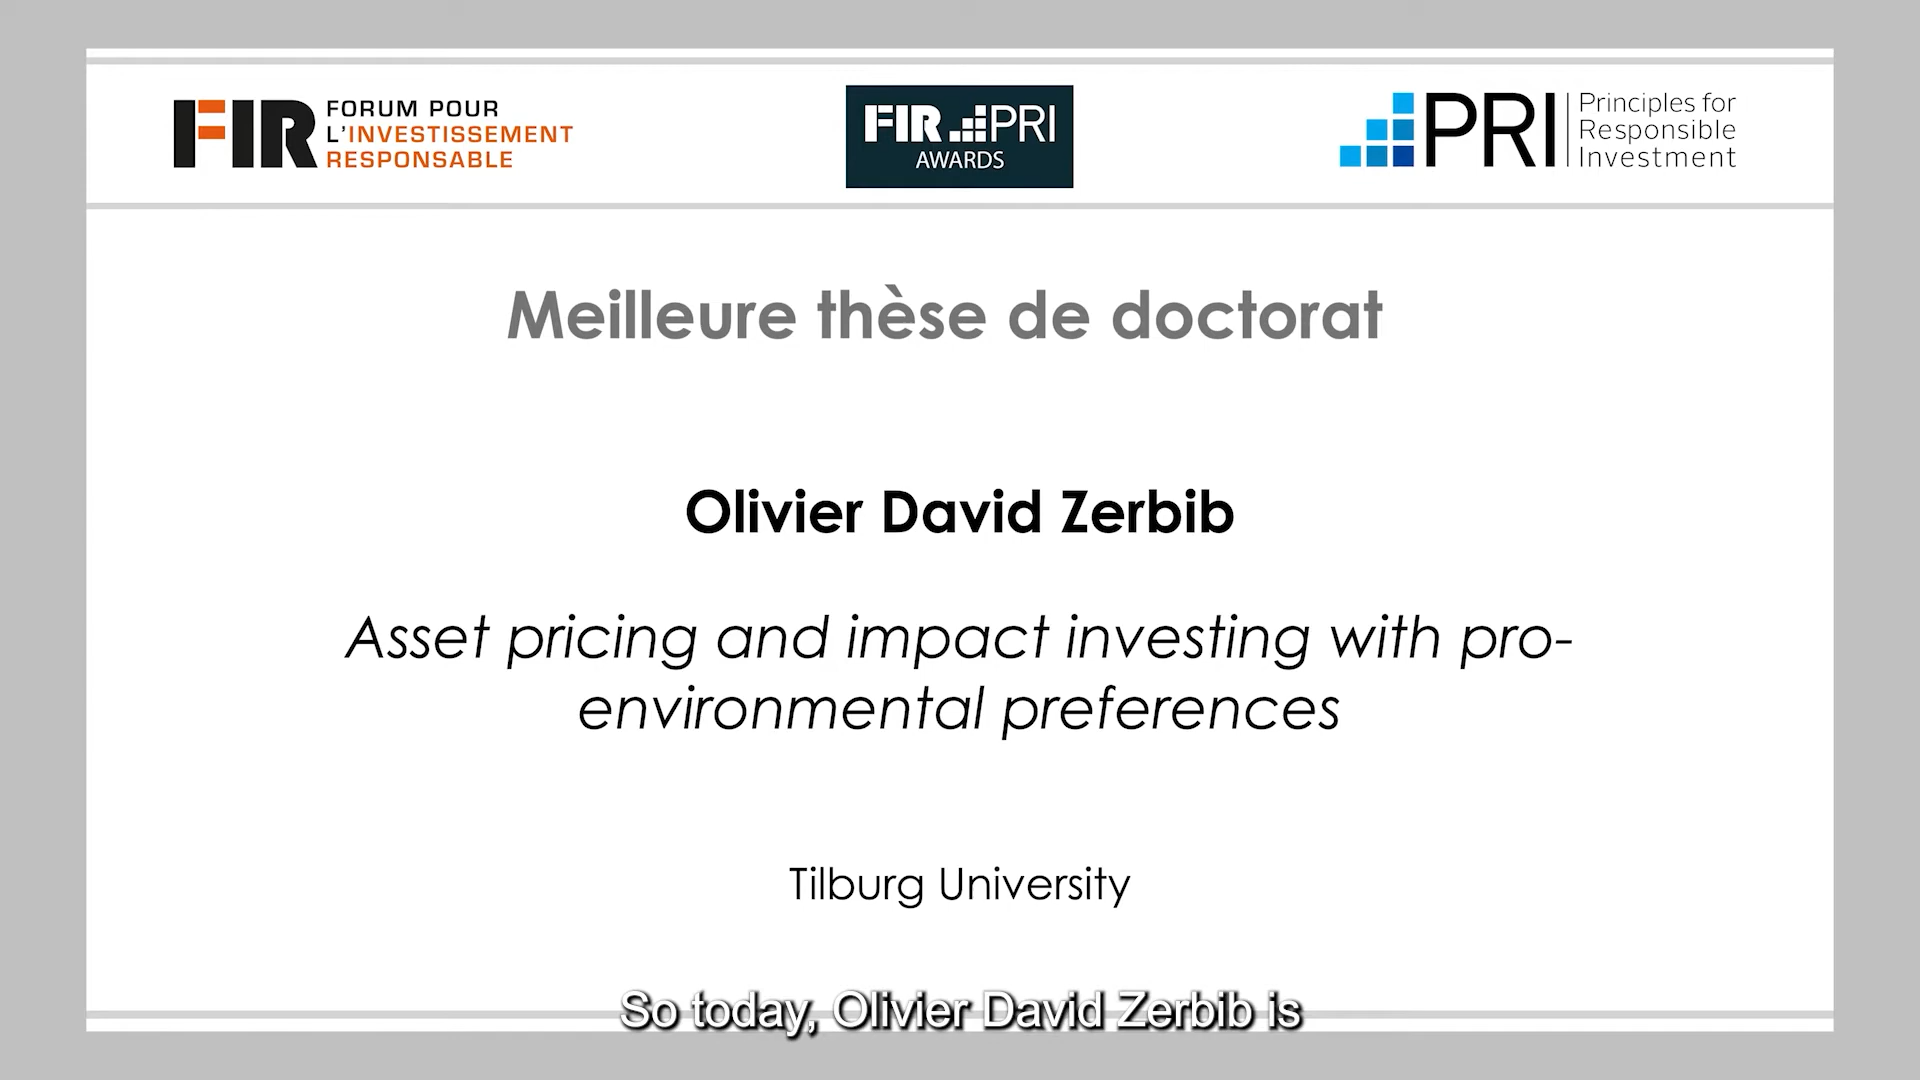 FIR FORUM POUR
L'INVESTISSEMENT
RESPONSABLE
FIR PRI
AWARDS
PRI Principles for
Responsible
Investment
Meilleure thèse de doctorat
Olivier David Zerbib
Asset pricing and impact investing with pro-
environmental preferences
Tilburg University
So today, Olivier David Zerbib is